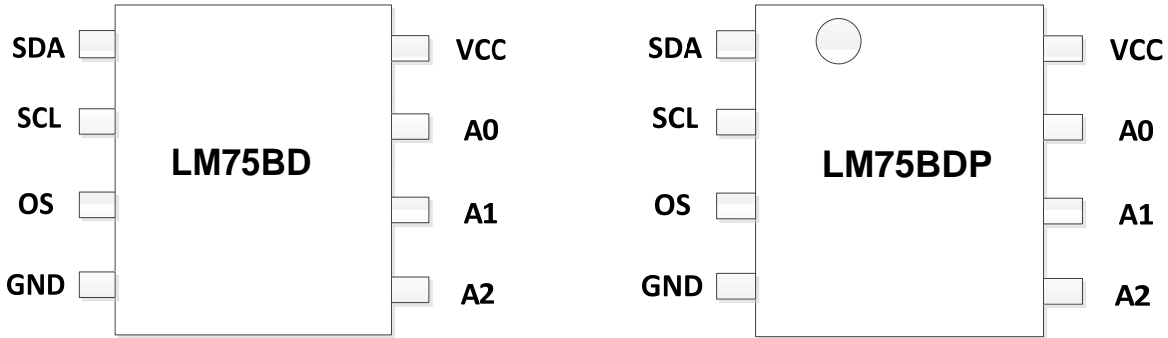 SDA
VCC
SCL
A0
LM75BD
OS
A1
GND
A2
SDA
VCC
SCL
A0
LM75BDP
OS
A1
GND
A2